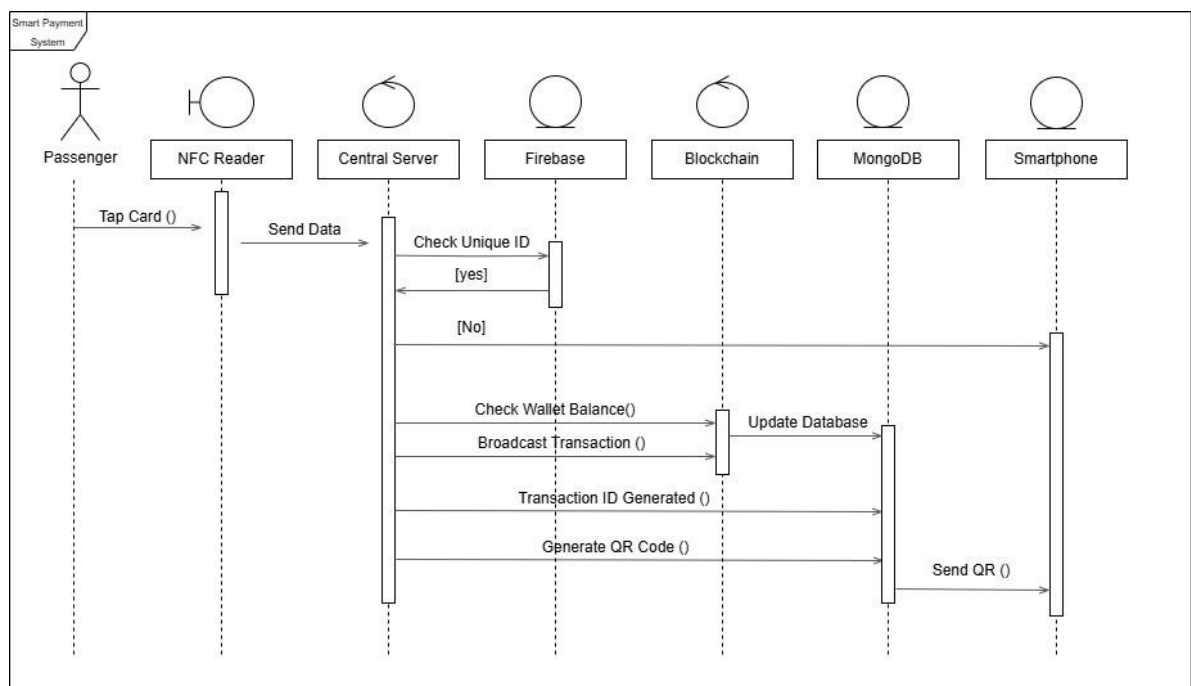 Smart Payment
System
Passenger
NFC Reader
Central Server
Firebase
Blockchain
MongoDB
Smartphone
Tap Card ()
Send Data
Check Unique ID
[yes]
[No]
Check Wallet Balance()
Update Database
Broadcast Transaction ()
Transaction ID Generated ()
Generate QR Code ()
Send QR ()